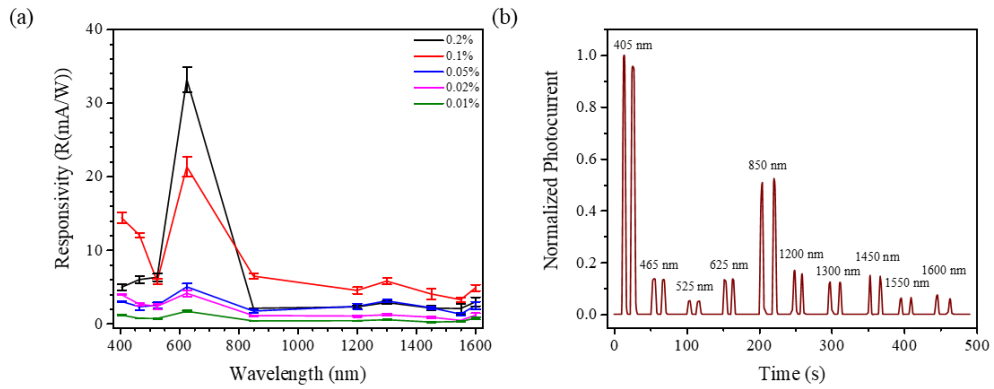 (a)
(b)
40
30
20
10
0
400
600
800
1000
1200
1400
1600
Responsivity (R(mA/W))
Wavelength (nm)
0.2%
0.1%
0.05%
0.02%
0.01%
1.0
0.8
0.6
0.4
0.2
0.0
0
100
200
300
400
500
Normalized Photocurrent
Time (s)
405 nm
465 nm
525 nm
625 nm
850 nm
1200 nm
1300 nm
1450 nm
1550 nm
1600 nm